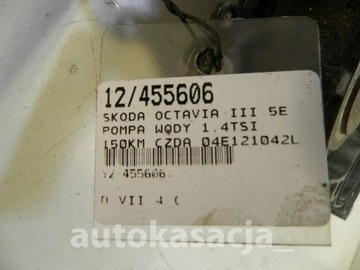 12/455606
SKODA OCTAVIA III 5E
POMPA WODY 1.4TSI
150KM CZDA 04E121042L
12 455606
D VII 4 (
autokasacja